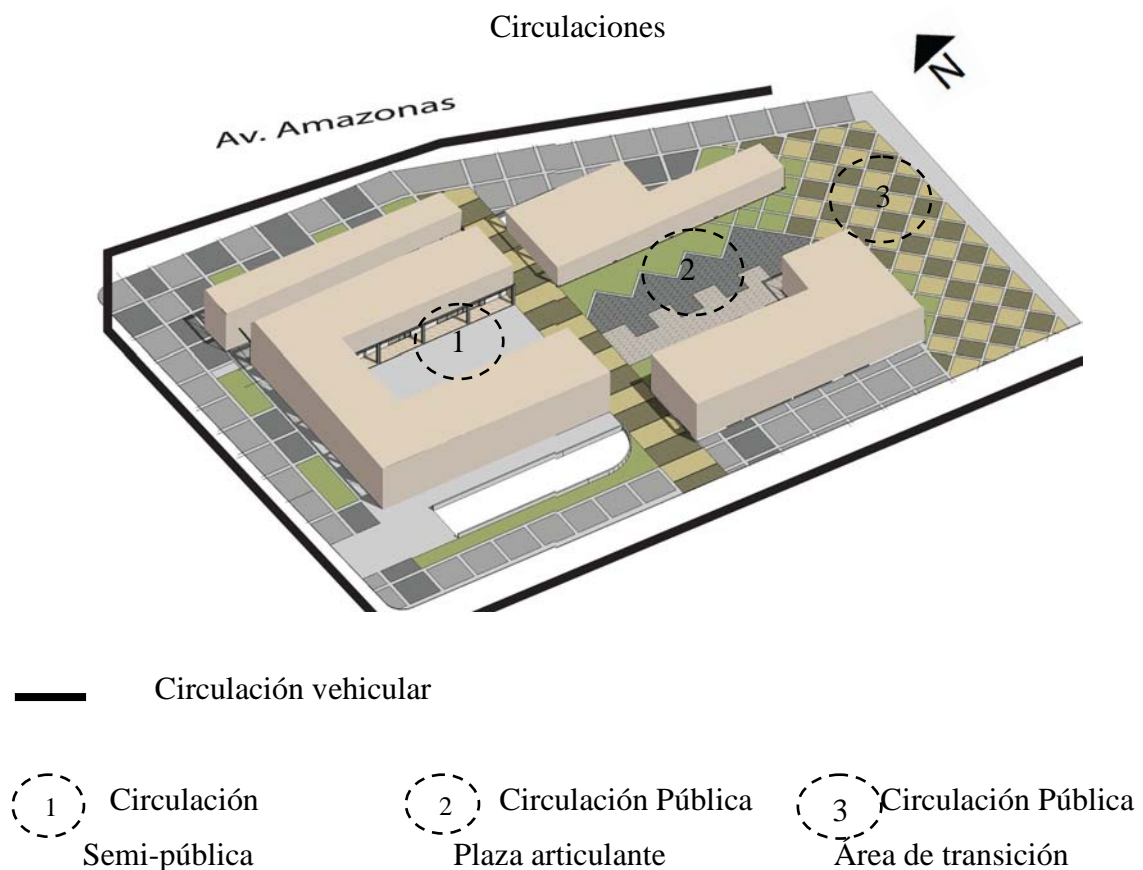 Circulaciones
N
Av. Amazonas
3
2
1
Circulación vehicular
1 Circulación
Semi-pública
2 Circulación Pública
Plaza articulante
3 Circulación Pública
Área de transición